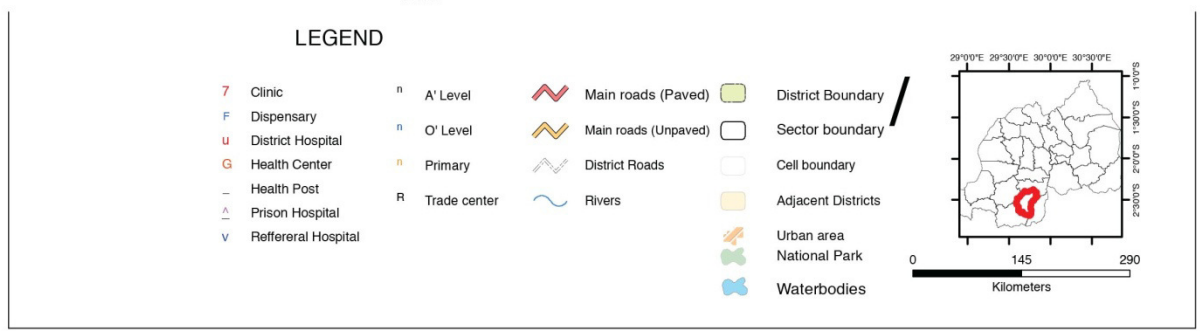 LEGEND
7 Clinic
F Dispensary
u District Hospital
G Health Center
_ Health Post
^ Prison Hospital
v Reffereral Hospital
n A' Level
n O' Level
n Primary
R Trade center
Main roads (Paved)
Main roads (Unpaved)
District Roads
Rivers
District Boundary
Sector boundary
Cell boundary
Adjacent Districts
Urban area
National Park
Waterbodies
/
29°0'0"E 29°30'0"E 30°0'0"E 30°30'0"E
1°0'0"S
1°30'0"S
2°0'0"S
2°30'0"S
0 145 290
Kilometers